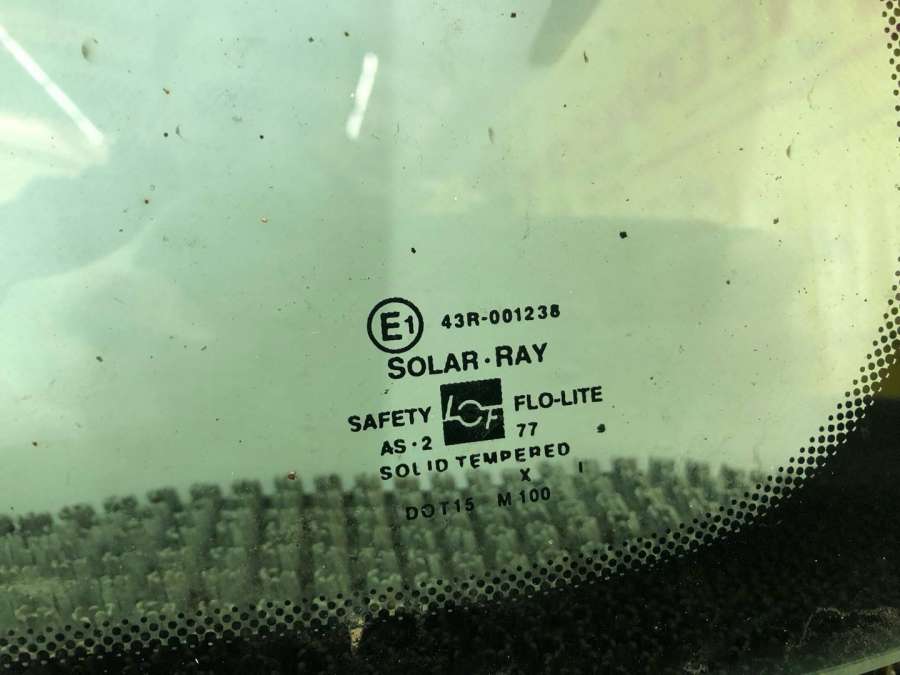 E1 43R-001238
SOLAR·RAY
SAFETY LOF FLO-LITE
AS·2 77
SOLID TEMPERED
X I
DOT15 M100